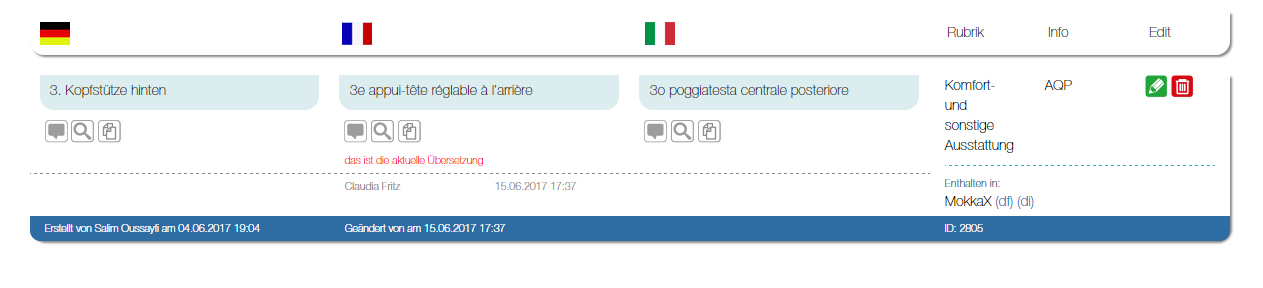 Rubrik Info Edit
3. Kopfstütze hinten
3e appui-tête réglable à l'arrière
3o poggiatesta centrale posteriore
Komfort-
und
sonstige
Ausstattung
AQP
das ist die aktuelle Übersetzung
Claudia Fritz 15.06.2017 17:37
Enthalten in:
MokkaX (df) (di)
Erstellt von Salim Oussayfi am 04.06.2017 19:04
Geändert von am 15.06.2017 17:37
ID: 2805